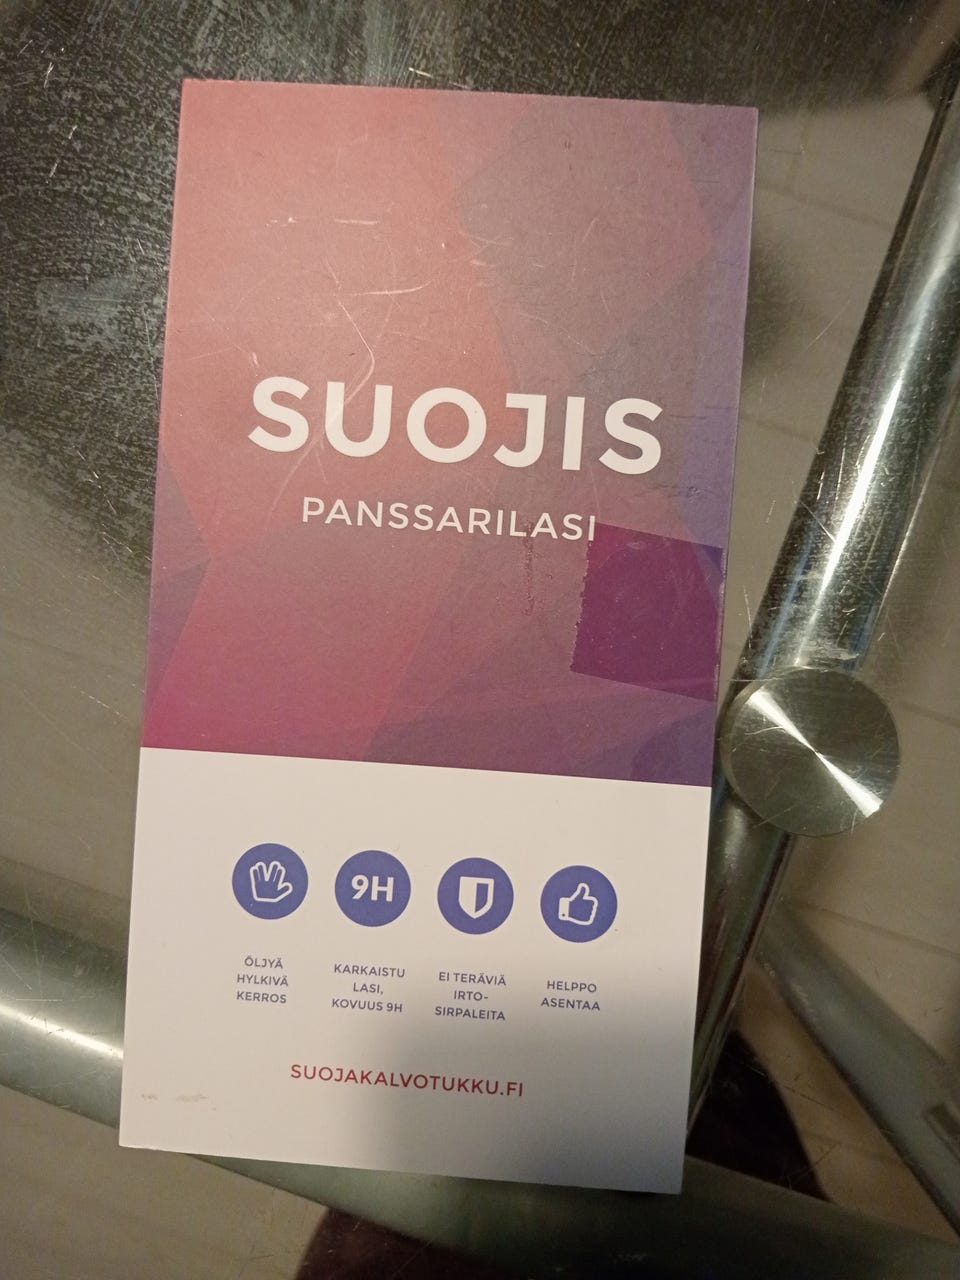 SUOJIS
PANSSARILASI
9H
ÖLJYÄ
HYLKIVÄ
KERROS
KARKAISTU
LASI,
KOVUUS 9H
EI TERÄVIÄ
IRTO-
SIRPALEITA
HELPPO
ASENTAA
SUOJAKALVOTUKKU.FI